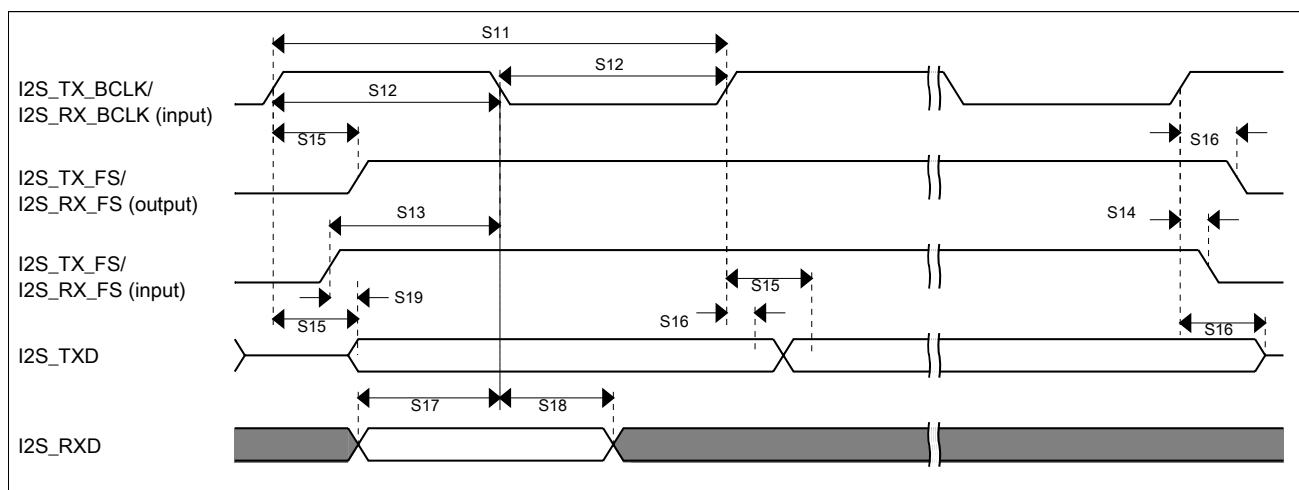 S11
I2S_TX_BCLK/
I2S_RX_BCLK (input)
S12
S12
S15
S16
I2S_TX_FS/
I2S_RX_FS (output)
S13
S14
I2S_TX_FS/
I2S_RX_FS (input)
S19
S15
S15
S16
S16
I2S_TXD
S17
S18
I2S_RXD